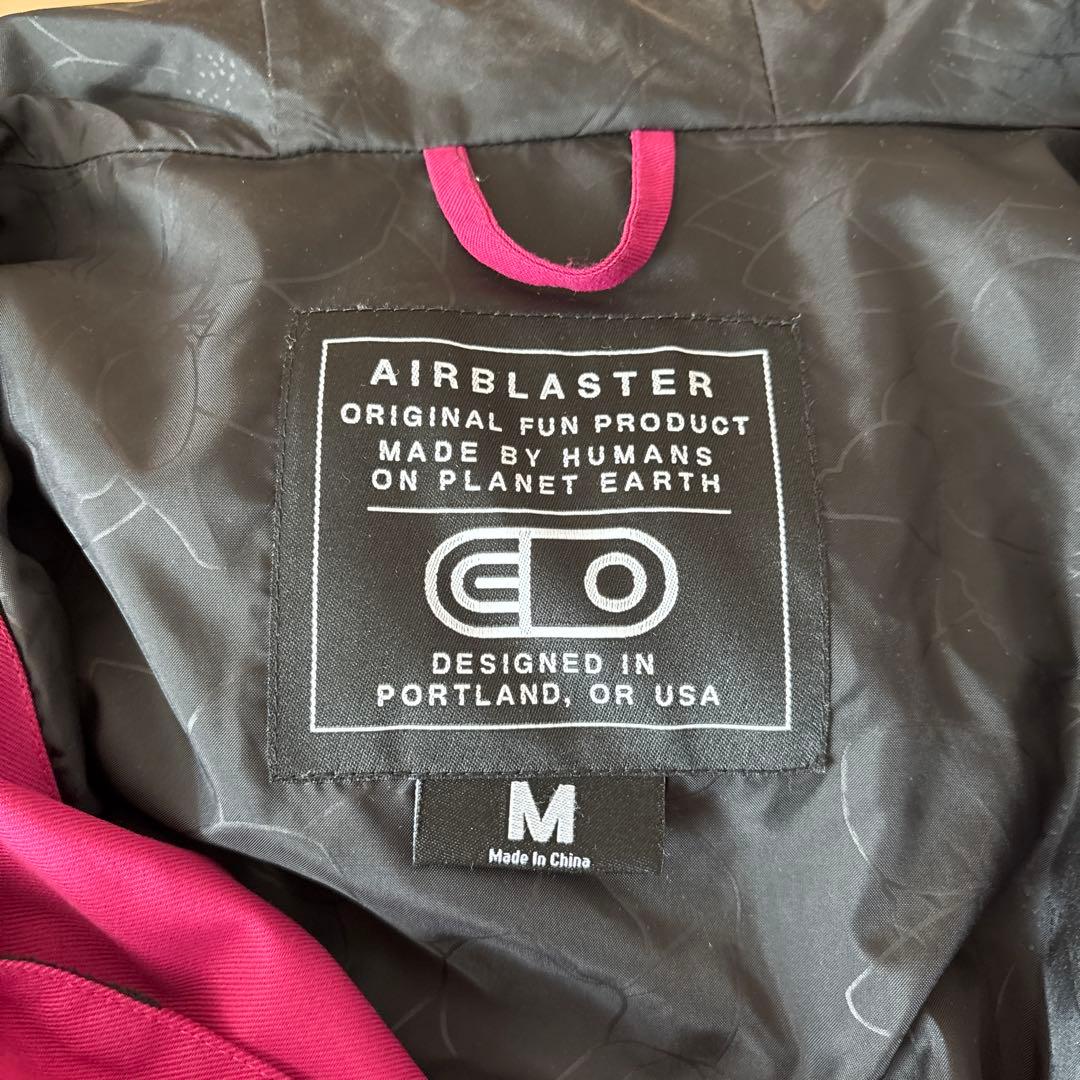 AIRBLASTER
ORIGINAL FUN PRODUCT
MADE BY HUMANS
ON PLANET EARTH
DESIGNED IN
PORTLAND, OR USA
M
Made In China